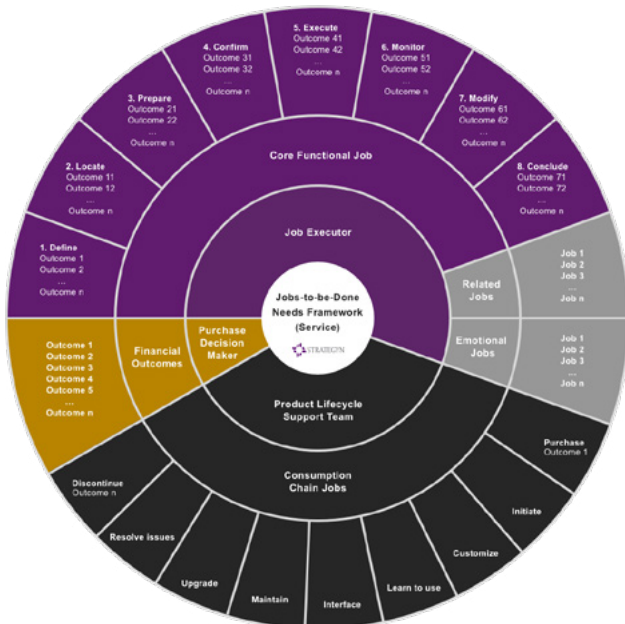 5. Execute
Outcome 41
Outcome 42
...
Outcome n
4. Confirm
Outcome 31
Outcome 32
...
Outcome n
6. Monitor
Outcome 51
Outcome 52
...
Outcome n
3. Prepare
Outcome 21
Outcome 22
...
Outcome n
7. Modify
Outcome 61
Outcome 62
...
Outcome n
2. Locate
Outcome 11
Outcome 12
...
Outcome n
8. Conclude
Outcome 71
Outcome 72
...
Outcome n
1. Define
Outcome 1
Outcome 2
...
Outcome n
Core Functional Job
Job Executor
Jobs-to-be-Done
Needs Framework
(Service)
STRATEGYN
Related
Jobs
Job 1
Job 2
Job 3
...
Job n
Emotional
Jobs
Job 1
Job 2
Job 3
...
Job n
Purchase
Decision
Maker
Financial
Outcomes
Outcome 1
Outcome 2
Outcome 3
Outcome 4
Outcome 5
...
Outcome n
Product Lifecycle
Support Team
Consumption
Chain Jobs
Purchase
Outcome 1
Initiate
Customize
Learn to use
Interface
Maintain
Upgrade
Resolve issues
Discontinue
Outcome n